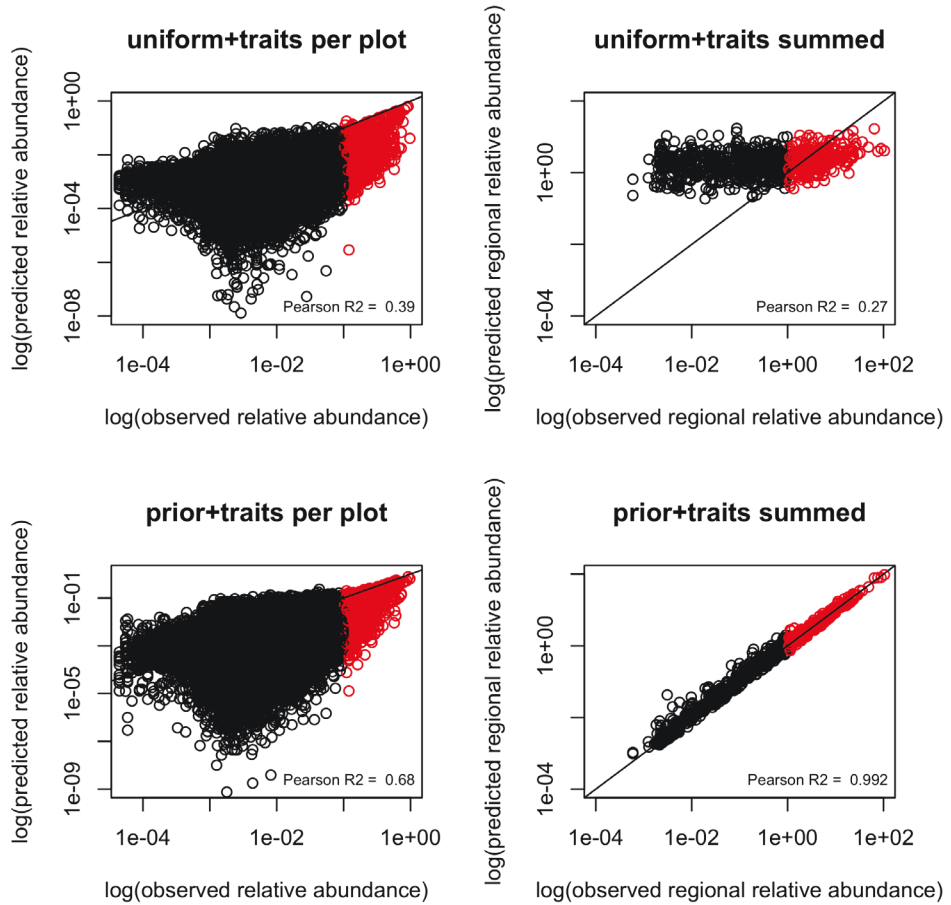 uniform+traits per plot
log(predicted relative abundance)
1e+00
1e-04
1e-08
Pearson R2 = 0.39
1e-04
1e-02
1e+00
log(observed relative abundance)
uniform+traits summed
log(predicted regional relative abundance)
1e+00
1e-04
Pearson R2 = 0.27
1e-04
1e-02
1e+00
1e+02
log(observed regional relative abundance)
prior+traits per plot
log(predicted relative abundance)
1e-01
1e-05
1e-09
Pearson R2 = 0.68
1e-04
1e-02
1e+00
log(observed relative abundance)
prior+traits summed
log(predicted regional relative abundance)
1e+00
1e-04
Pearson R2 = 0.992
1e-04
1e-02
1e+00
1e+02
log(observed regional relative abundance)